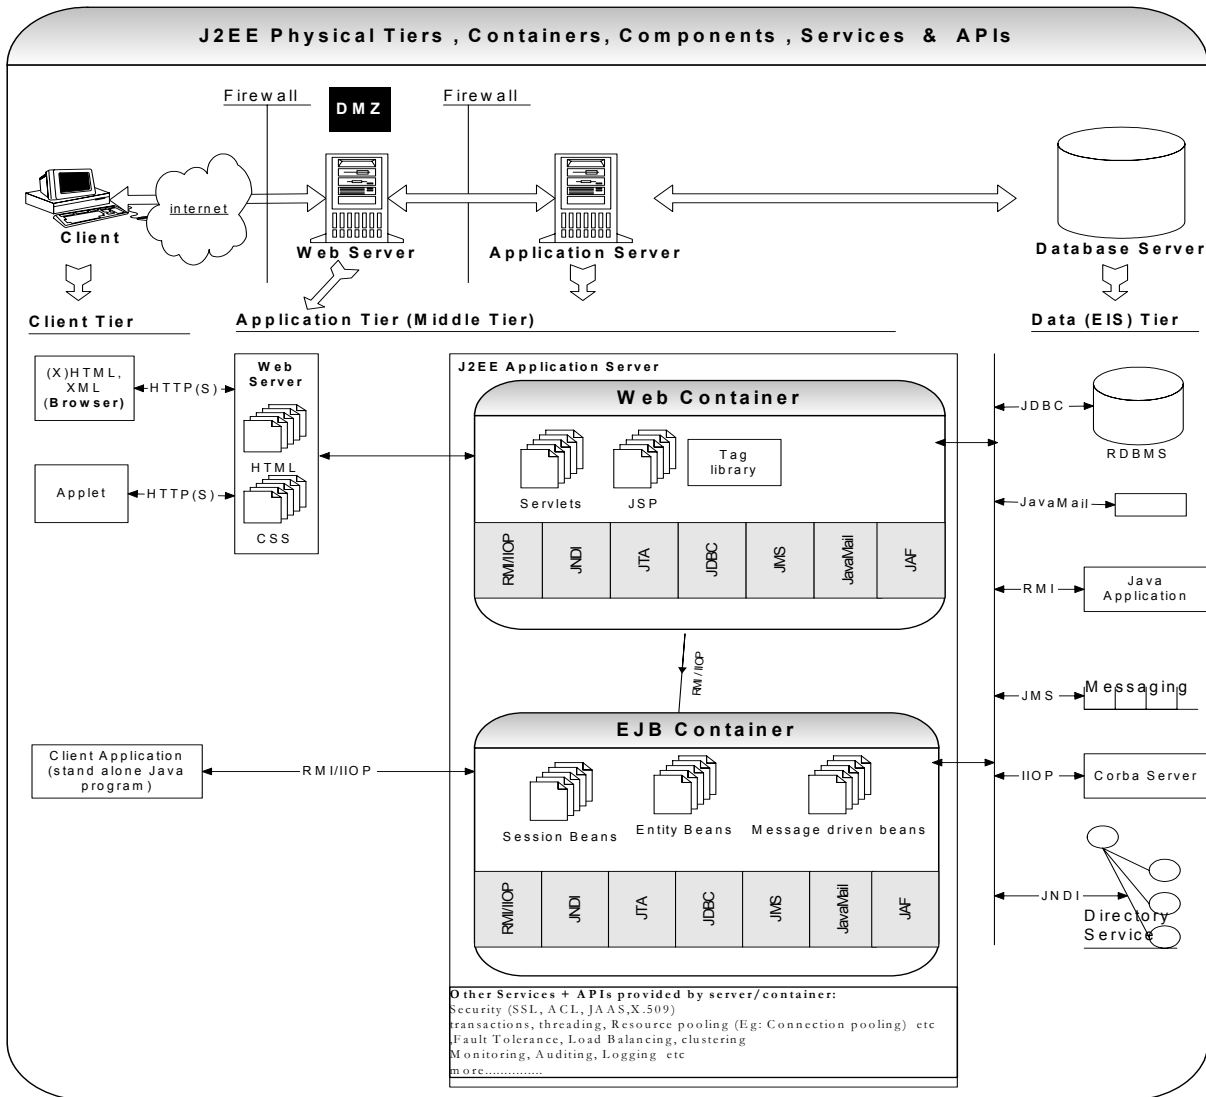 J2EE Physical Tiers , Containers, Components , Services & APIs
Firewall
DMZ
Firewall
internet
Client
Web Server
Application Server
Database Server
Client Tier
Application Tier (Middle Tier)
Data (EIS) Tier
(X)HTML,
XML
(Browser)
HTTP(S)
Web
Server
HTML
CSS
Applet
HTTP(S)
J2EE Application Server
Web Container
Servlets
JSP
Tag
library
RMI/IIOP
JNDI
JTA
JDBC
JMS
JavaMail
JAF
JDBC
RDBMS
JavaMail
RMI
Java
Application
RMI/IIOP
JMS
Messaging
EJB Container
Client Application
(stand alone Java
program)
RMI/IIOP
Session Beans
Entity Beans
Message driven beans
IIOP
Corba Server
RMI/IIOP
JNDI
JTA
JDBC
JMS
JavaMail
JAF
JNDI
Directory
Service
Other Services + APIs provided by server/container:
Security (SSL, ACL, JAAS,X.509)
transactions, threading, Resource pooling (Eg: Connection pooling) etc
,Fault Tolerance, Load Balancing, clustering
Monitoring, Auditing, Logging etc
more...............